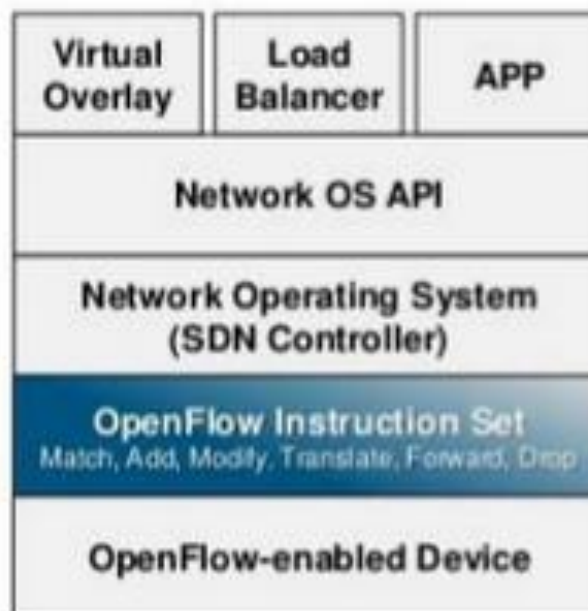 Virtual
Overlay
Load
Balancer
APP
Network OS API
Network Operating System
(SDN Controller)
OpenFlow Instruction Set
Match, Add, Modify, Translate, Forward, Drop
OpenFlow-enabled Device